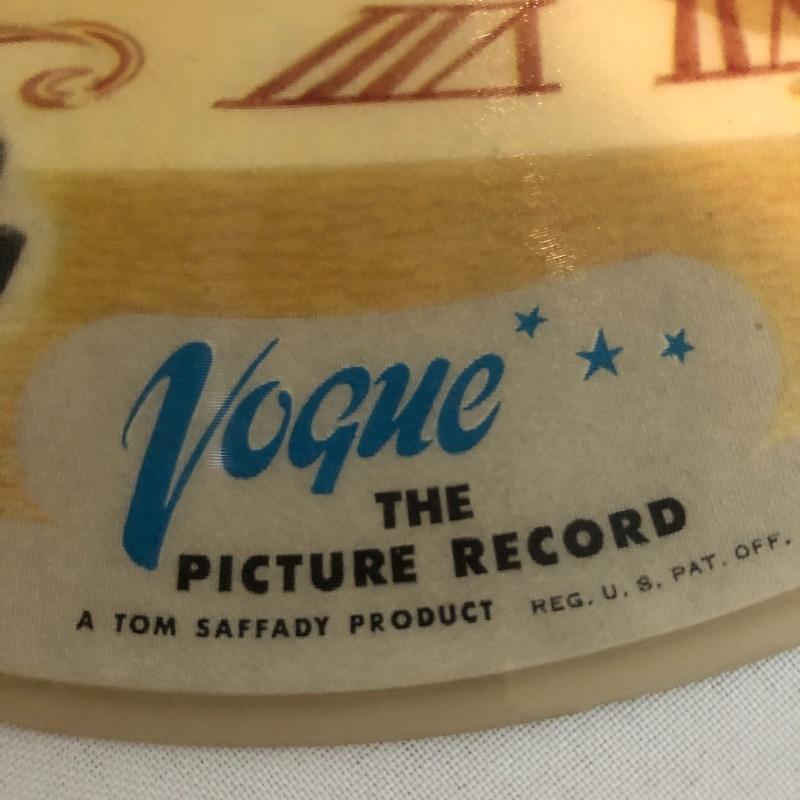 Vogue
THE
PICTURE RECORD
A TOM SAFFADY PRODUCT REG. U. S. PAT. OFF.